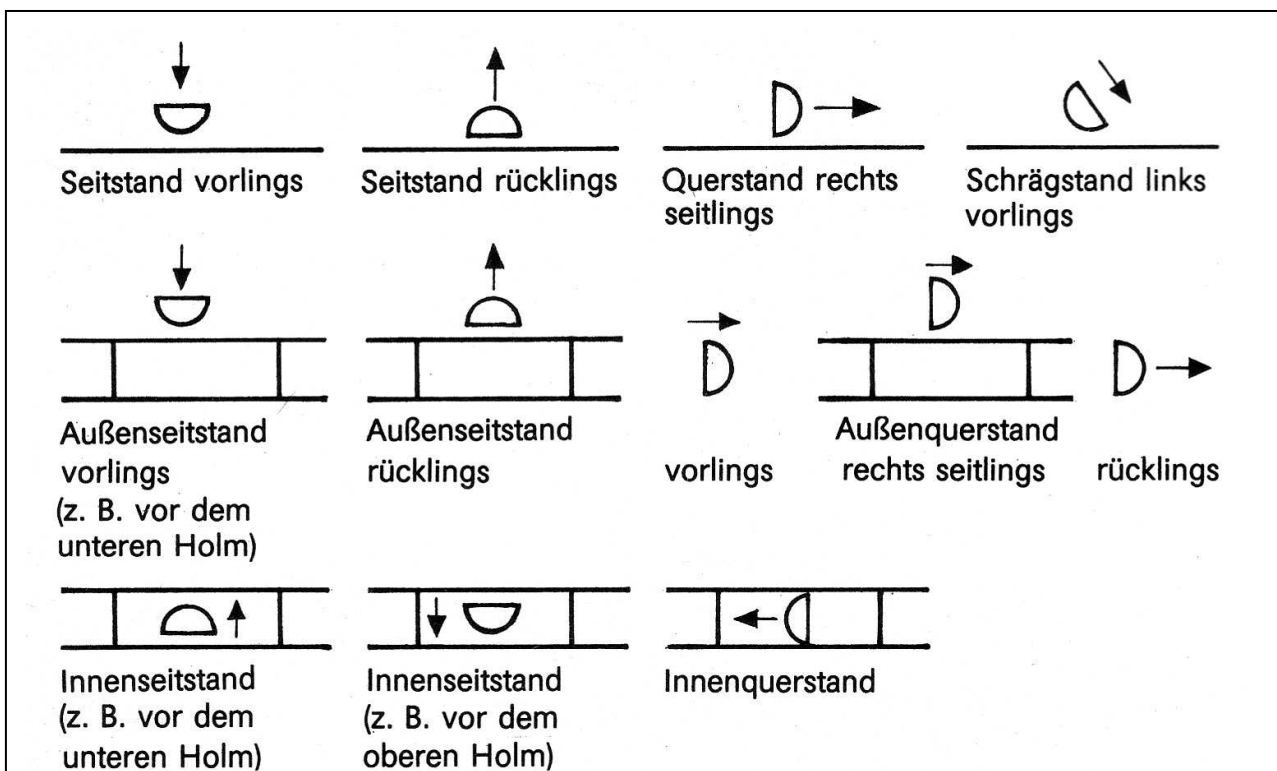 Seitstand vorlings
Seitstand rücklings
Querstand rechts
seitlings
Schrägstand links
vorlings
Außenseitstand
vorlings
(z. B. vor dem
unteren Holm)
Außenseitstand
rücklings
vorlings
Außenquerstand
rechts seitlings
rücklings
Innenseitstand
(z. B. vor dem
unteren Holm)
Innenseitstand
(z. B. vor dem
oberen Holm)
Innenquerstand